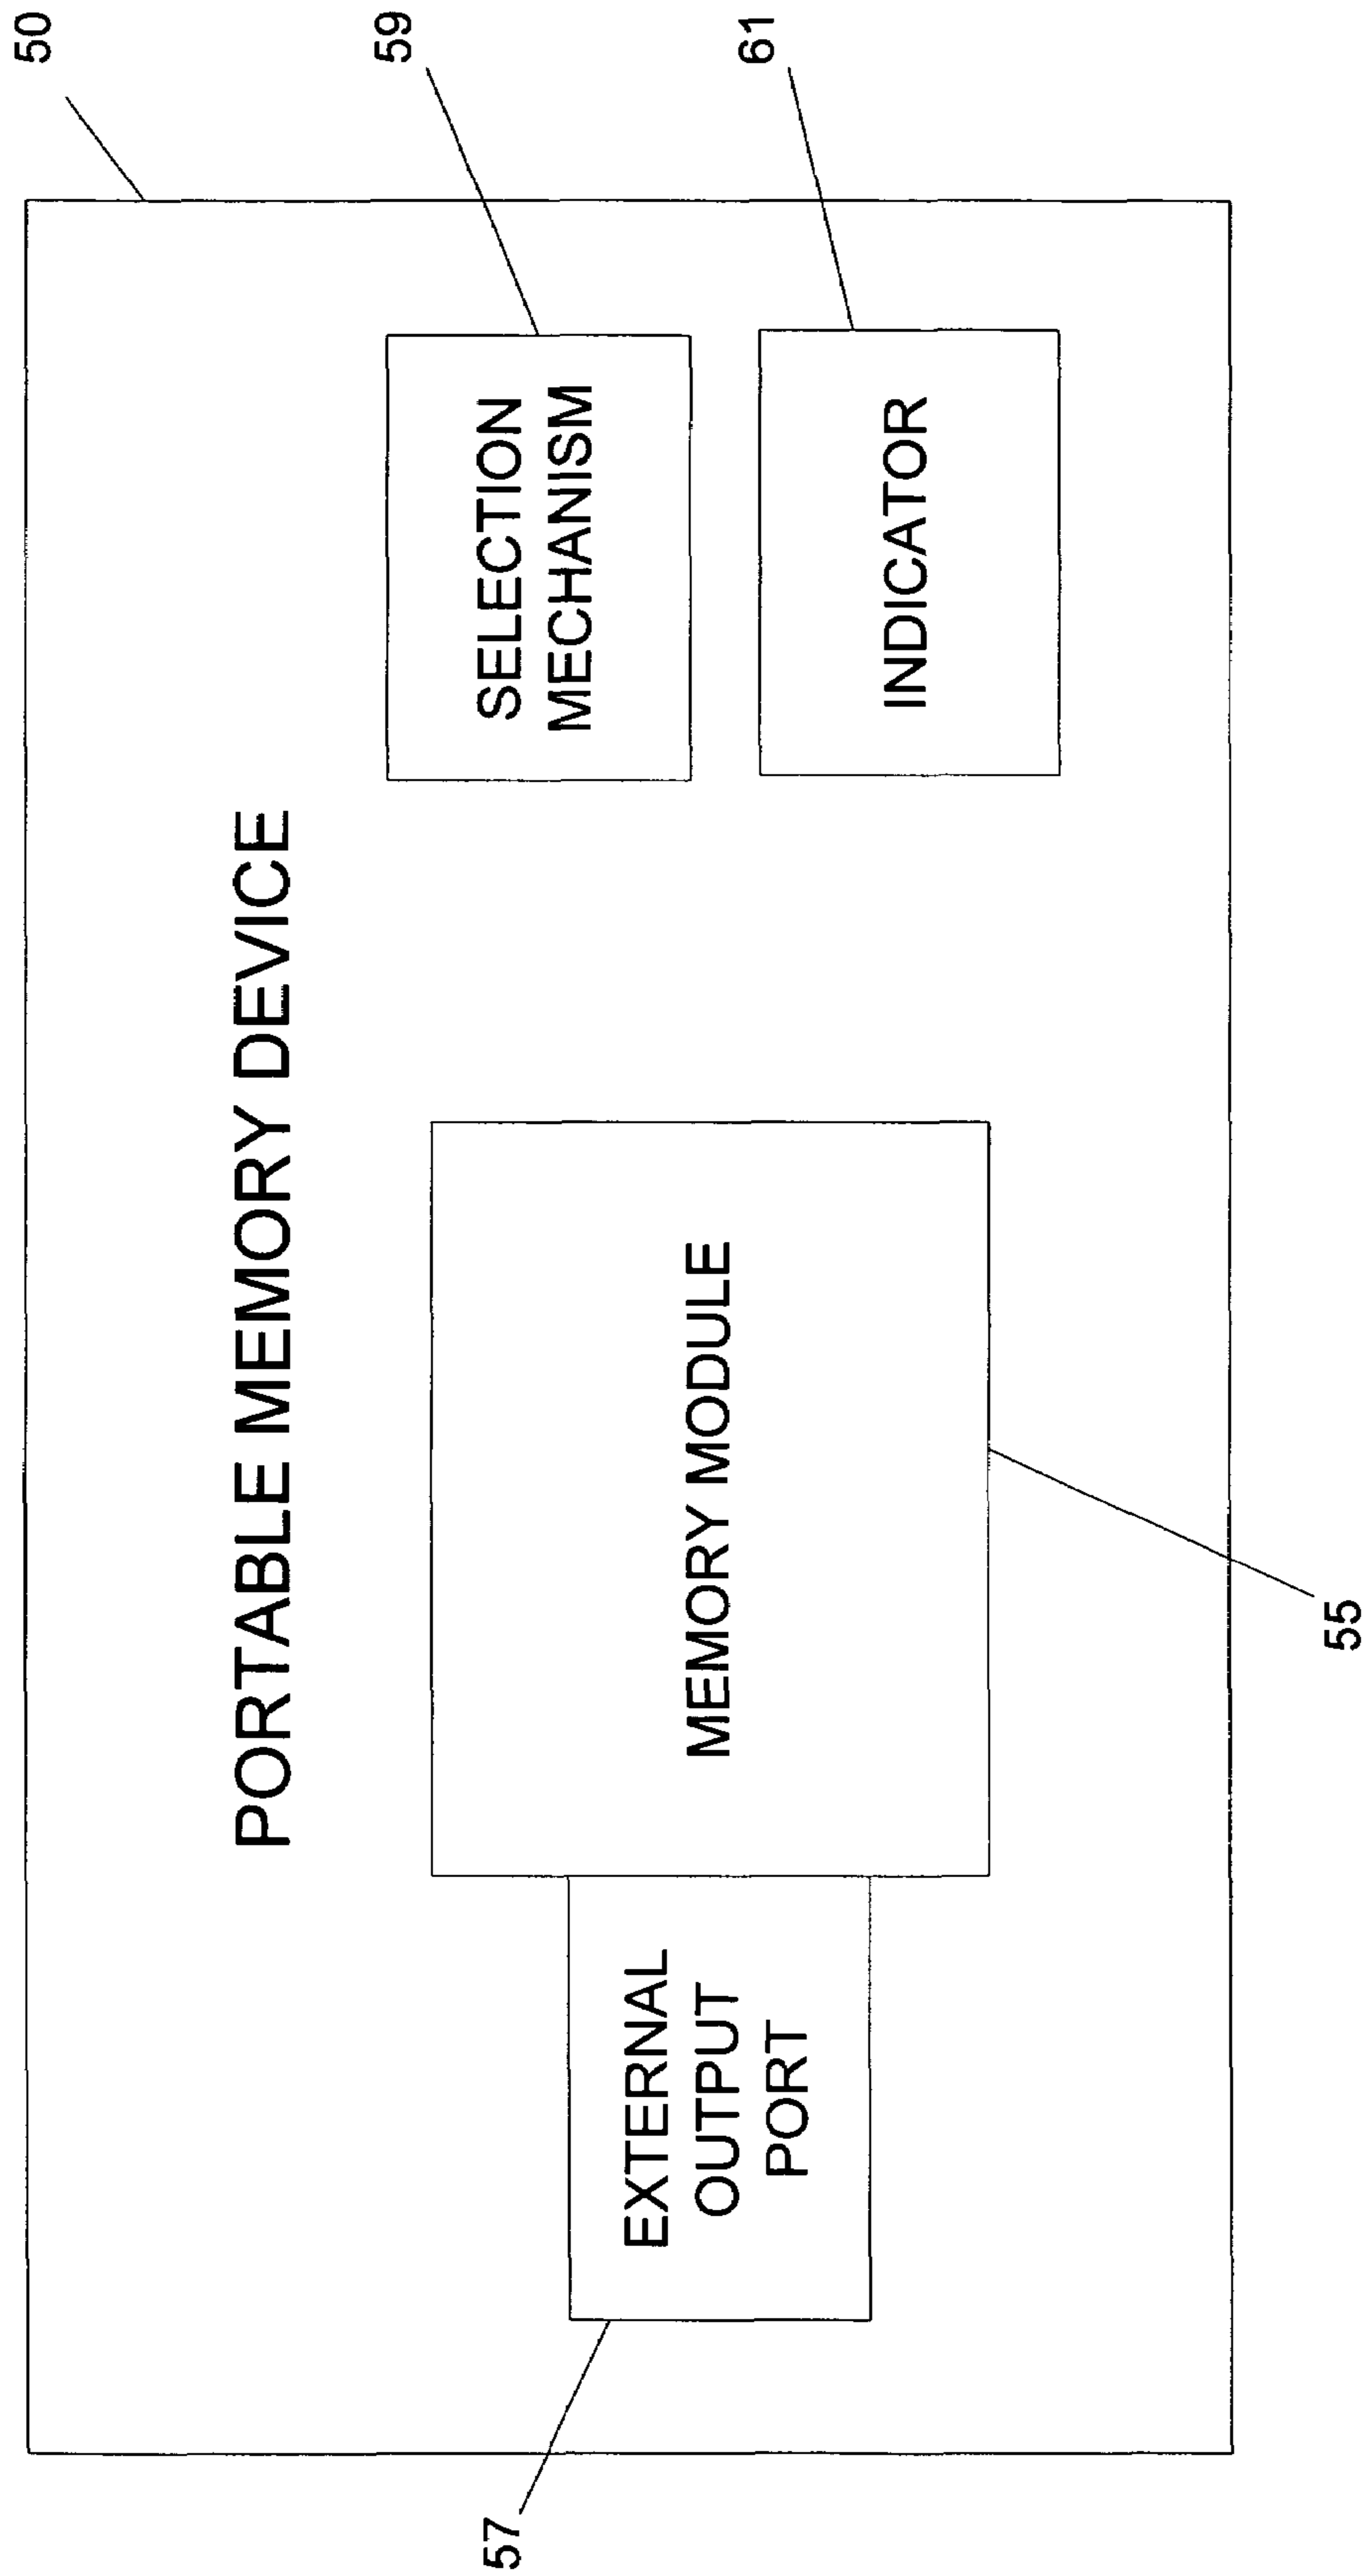 50
PORTABLE MEMORY DEVICE
59
SELECTION
MECHANISM
61
INDICATOR
MEMORY MODULE
55
EXTERNAL
OUTPUT
PORT
57